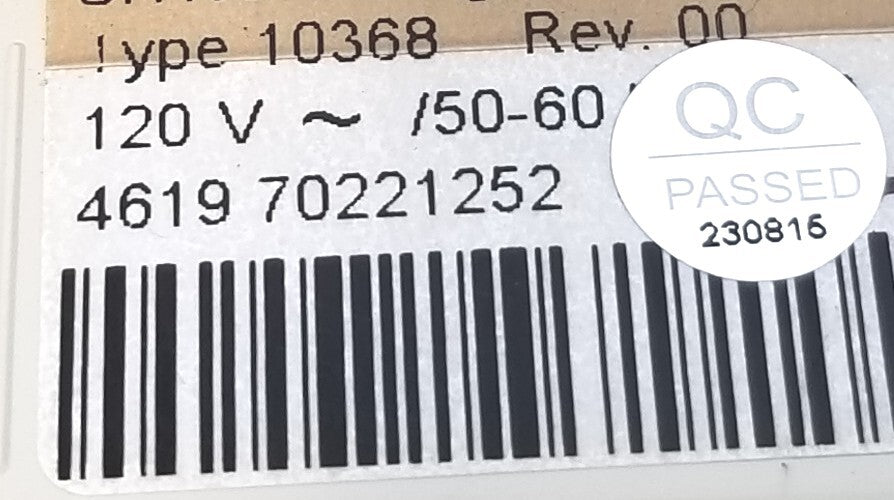 Type 10368 Rev. 00
120 V ~ /50-60
4619 70221252
QC
PASSED
230816